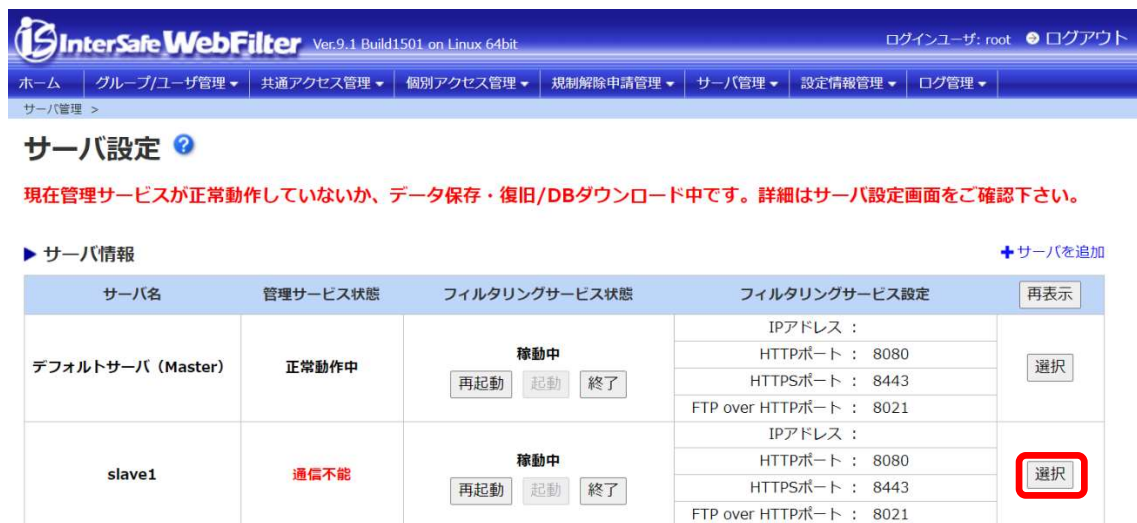 InterSafe WebFilter Ver.9.1 Build1501 on Linux 64bit ログインユーザ: root ログアウト
ホーム グループ/ユーザ管理 共通アクセス管理 個別アクセス管理 規制解除申請管理 サーバ管理 設定情報管理 ログ管理
サーバ管理 >
サーバ設定 ?
現在管理サービスが正常動作していないか、データ保存・復旧/DBダウンロード中です。詳細はサーバ設定画面をご確認下さい。
サーバ情報 サーバを追加
サーバ名 管理サービス状態 フィルタリングサービス状態 フィルタリングサービス設定 再表示
デフォルトサーバ（Master） 正常動作中
稼動中
再起動 起動 終了
IPアドレス ：
HTTPポート ： 8080
HTTPSポート ： 8443
FTP over HTTPポート ： 8021
選択
slave1 通信不能
稼動中
再起動 起動 終了
IPアドレス ：
HTTPポート ： 8080
HTTPSポート ： 8443
FTP over HTTPポート ： 8021
選択